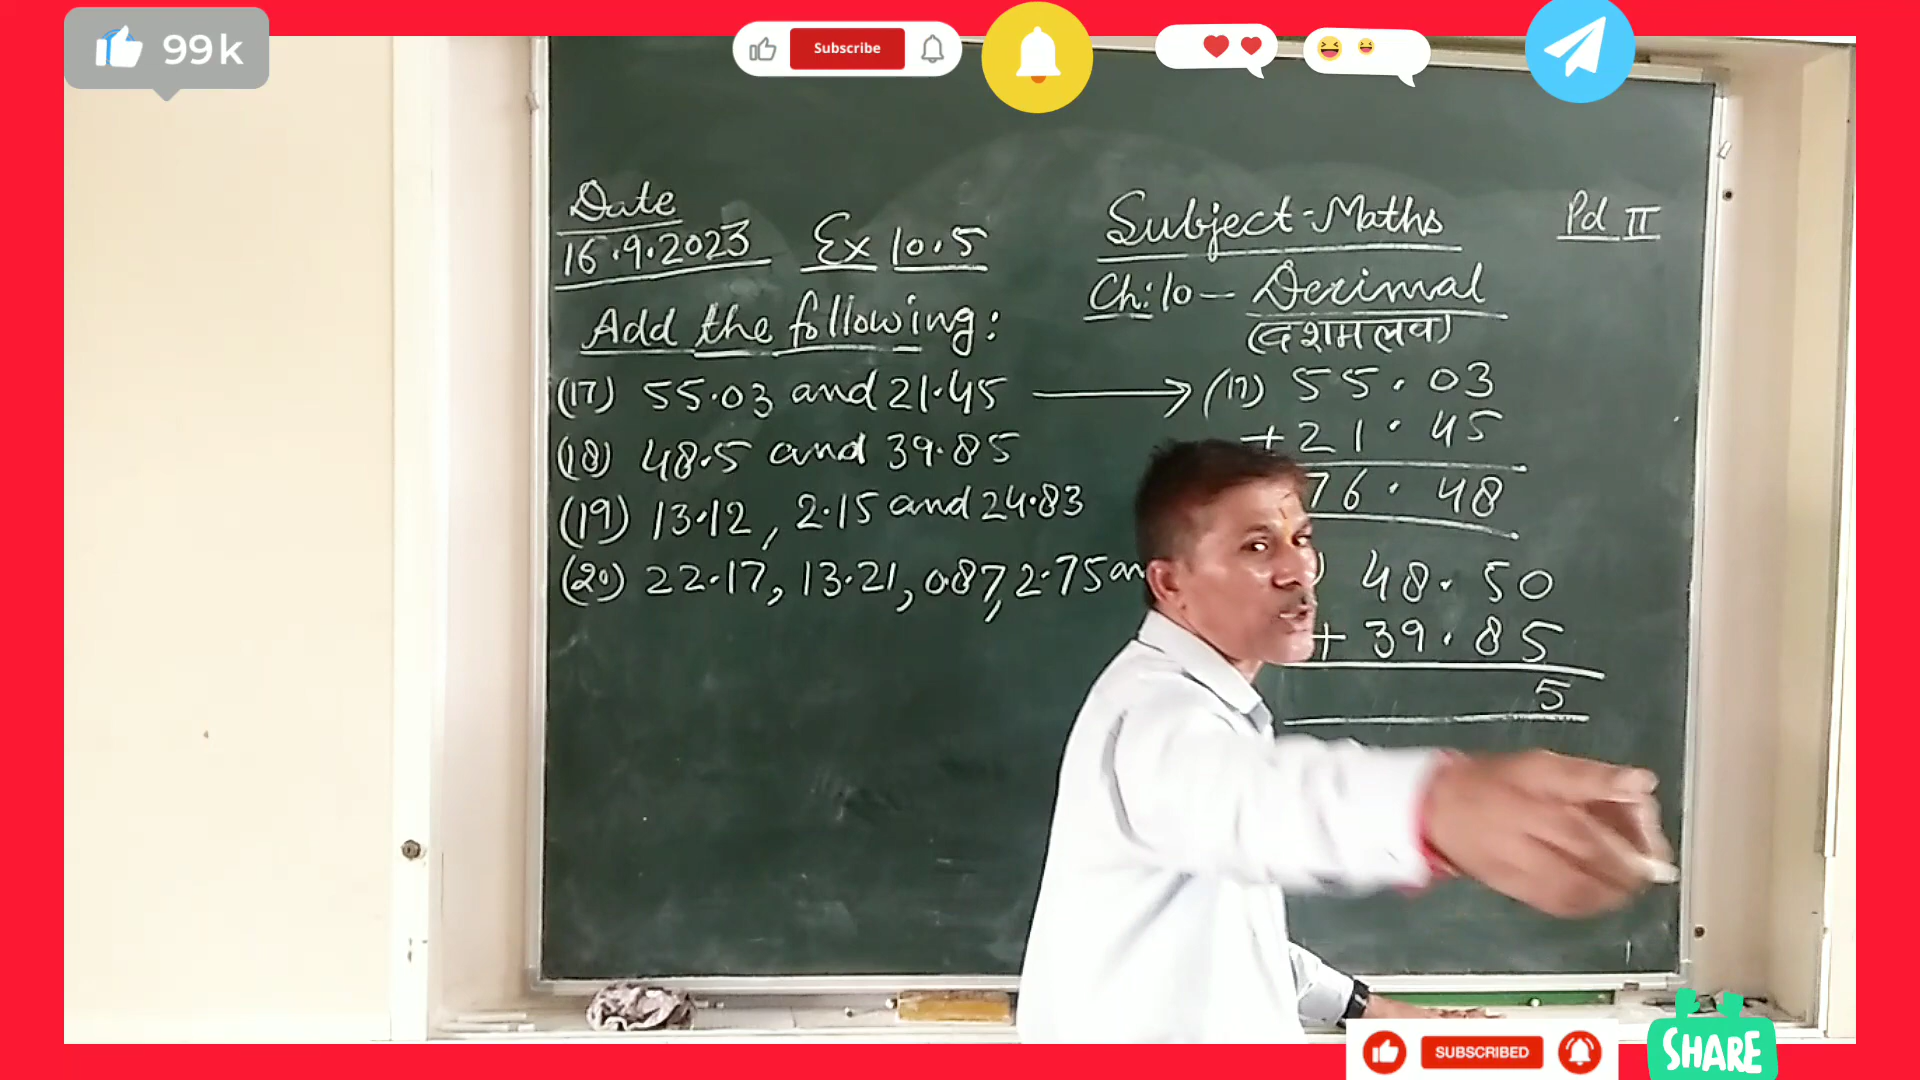 99k
Subscribe
Date
16.9.2023
Ex 10.5
Subject-Maths
Pd II
Ch:10 - Decimal
(दशमलव)
Add the following:
(17) 55.03 and 21.45
(18) 48.5 and 39.85
(19) 13.12, 2.15 and 24.83
(20) 22.17, 13.21, 0.87, 2.75 an
(17) 55.03
+21.45
76.48
) 48.50
+ 39.85
5
SUBSCRIBED
SHARE